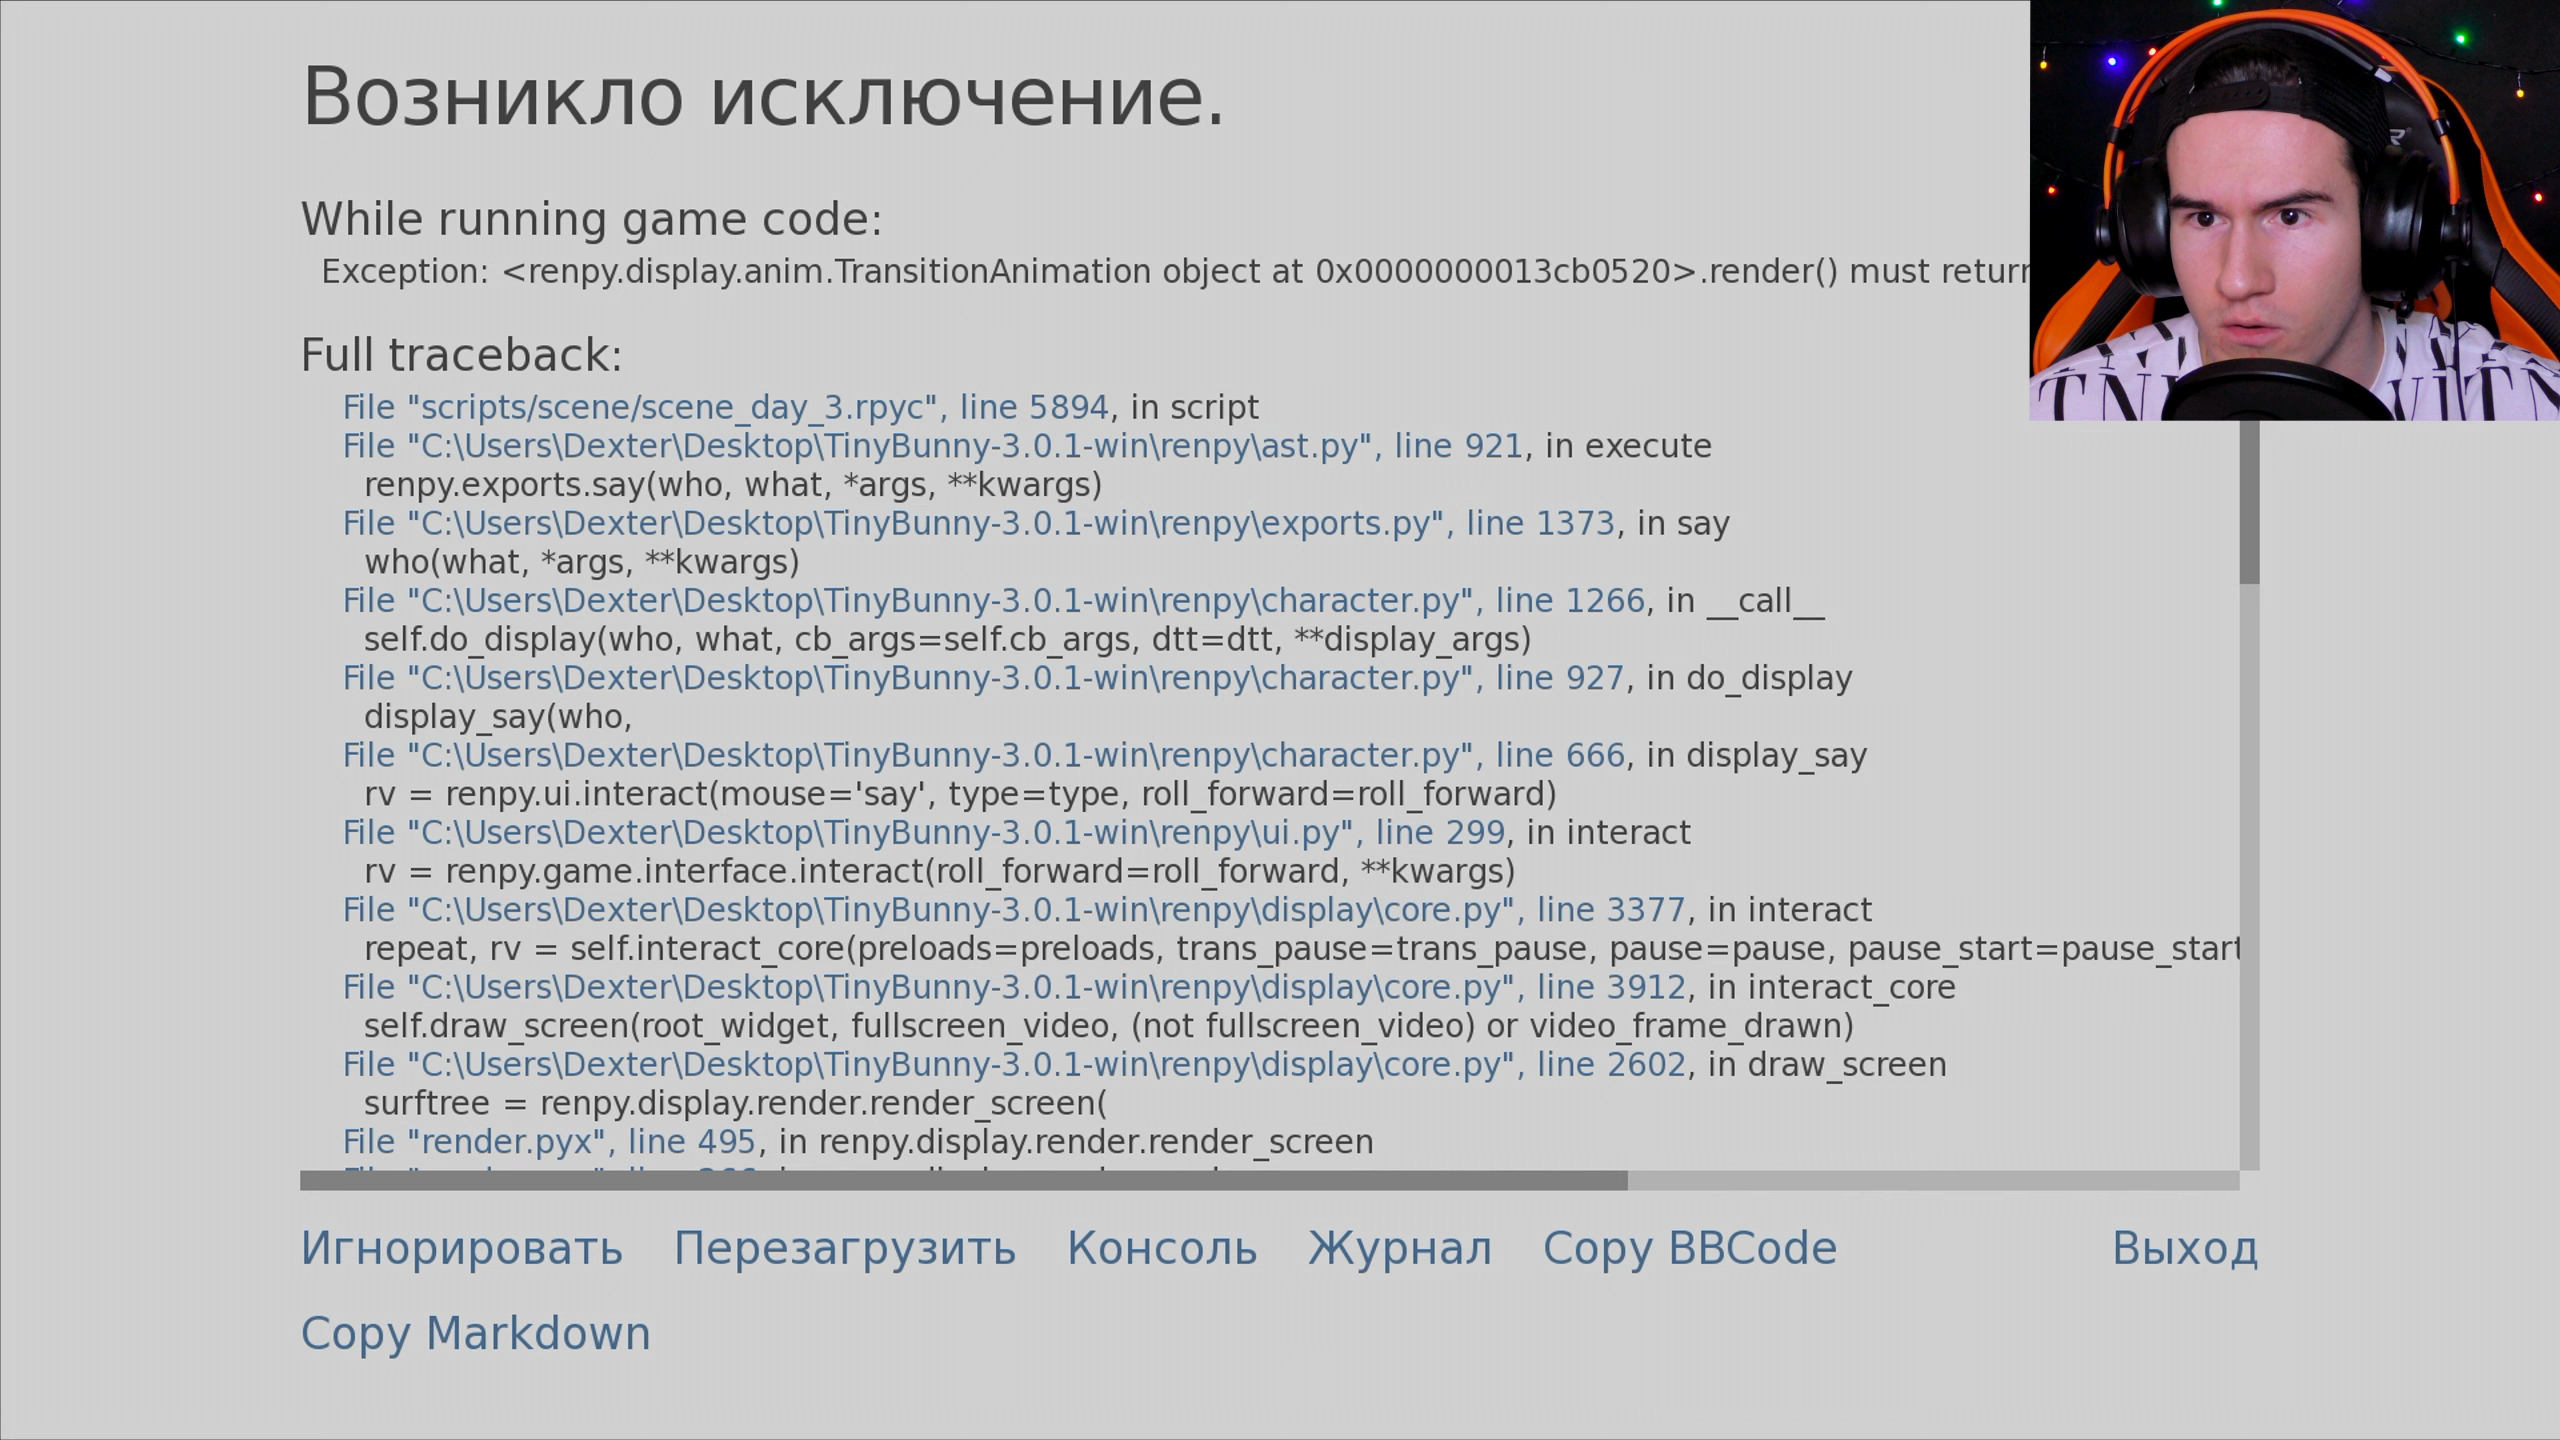 Возникло исключение.
While running game code:
Exception: <renpy.display.anim.TransitionAnimation object at 0x0000000013cb0520>.render() must return
Full traceback:
File "scripts/scene/scene_day_3.rpyc", line 5894, in script
File "C:\Users\Dexter\Desktop\TinyBunny-3.0.1-win\renpy\ast.py", line 921, in execute
renpy.exports.say(who, what, *args, **kwargs)
File "C:\Users\Dexter\Desktop\TinyBunny-3.0.1-win\renpy\exports.py", line 1373, in say
who(what, *args, **kwargs)
File "C:\Users\Dexter\Desktop\TinyBunny-3.0.1-win\renpy\character.py", line 1266, in __call__
self.do_display(who, what, cb_args=self.cb_args, dtt=dtt, **display_args)
File "C:\Users\Dexter\Desktop\TinyBunny-3.0.1-win\renpy\character.py", line 927, in do_display
display_say(who,
File "C:\Users\Dexter\Desktop\TinyBunny-3.0.1-win\renpy\character.py", line 666, in display_say
rv = renpy.ui.interact(mouse='say', type=type, roll_forward=roll_forward)
File "C:\Users\Dexter\Desktop\TinyBunny-3.0.1-win\renpy\ui.py", line 299, in interact
rv = renpy.game.interface.interact(roll_forward=roll_forward, **kwargs)
File "C:\Users\Dexter\Desktop\TinyBunny-3.0.1-win\renpy\display\core.py", line 3377, in interact
repeat, rv = self.interact_core(preloads=preloads, trans_pause=trans_pause, pause=pause, pause_start=pause_start
File "C:\Users\Dexter\Desktop\TinyBunny-3.0.1-win\renpy\display\core.py", line 3912, in interact_core
self.draw_screen(root_widget, fullscreen_video, (not fullscreen_video) or video_frame_drawn)
File "C:\Users\Dexter\Desktop\TinyBunny-3.0.1-win\renpy\display\core.py", line 2602, in draw_screen
surftree = renpy.display.render.render_screen(
File "render.pyx", line 495, in renpy.display.render.render_screen
Игнорировать Перезагрузить Консоль Журнал Copy BBCode Выход
Copy Markdown